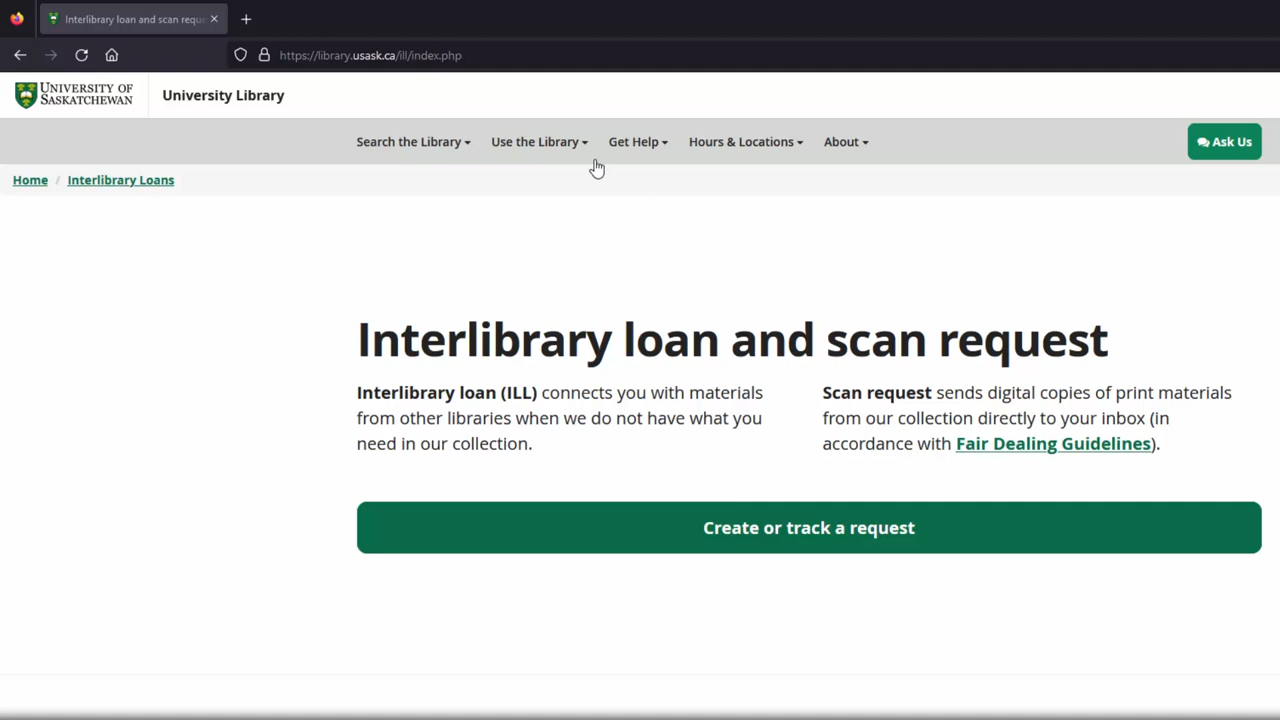 Interlibrary loan and scan reque
https://library.usask.ca/ill/index.php
UNIVERSITY OF
SASKATCHEWAN
University Library
Search the Library Use the Library Get Help Hours & Locations About
Ask Us
Home / Interlibrary Loans
Interlibrary loan and scan request
Interlibrary loan (ILL) connects you with materials
from other libraries when we do not have what you
need in our collection.
Scan request sends digital copies of print materials
from our collection directly to your inbox (in
accordance with Fair Dealing Guidelines).
Create or track a request